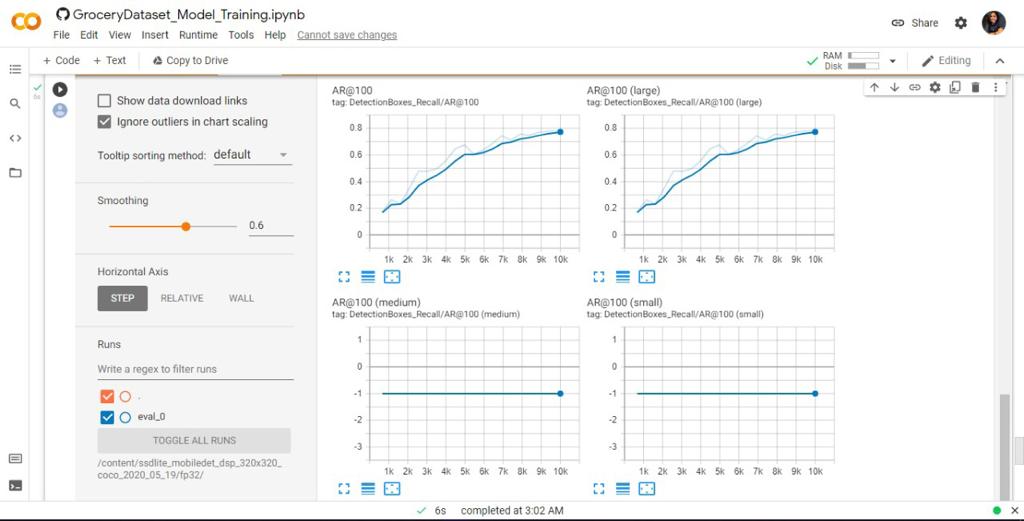 GroceryDataset_Model_Training.ipynb
Share
File Edit View Insert Runtime Tools Help Cannot save changes
+ Code + Text Copy to Drive
RAM
Disk
Editing
6s
Show data download links
Ignore outliers in chart scaling
Tooltip sorting method: default
Smoothing
0.6
Horizontal Axis
STEP RELATIVE WALL
Runs
Write a regex to filter runs
.
eval_0
TOGGLE ALL RUNS
/content/ssdlite_mobiledet_dsp_320x320_
coco_2020_05_19/fp32/
AR@100
tag: DetectionBoxes_Recall/AR@100
0.8
0.6
0.4
0.2
0
1k 2k 3k 4k 5k 6k 7k 8k 9k 10k
AR@100 (large)
tag: DetectionBoxes_Recall/AR@100 (large)
0.8
0.6
0.4
0.2
0
1k 2k 3k 4k 5k 6k 7k 8k 9k 10k
AR@100 (medium)
tag: DetectionBoxes_Recall/AR@100 (medium)
1
0
-1
-2
-3
1k 2k 3k 4k 5k 6k 7k 8k 9k 10k
AR@100 (small)
tag: DetectionBoxes_Recall/AR@100 (small)
1
0
-1
-2
-3
1k 2k 3k 4k 5k 6k 7k 8k 9k 10k
6s completed at 3:02 AM